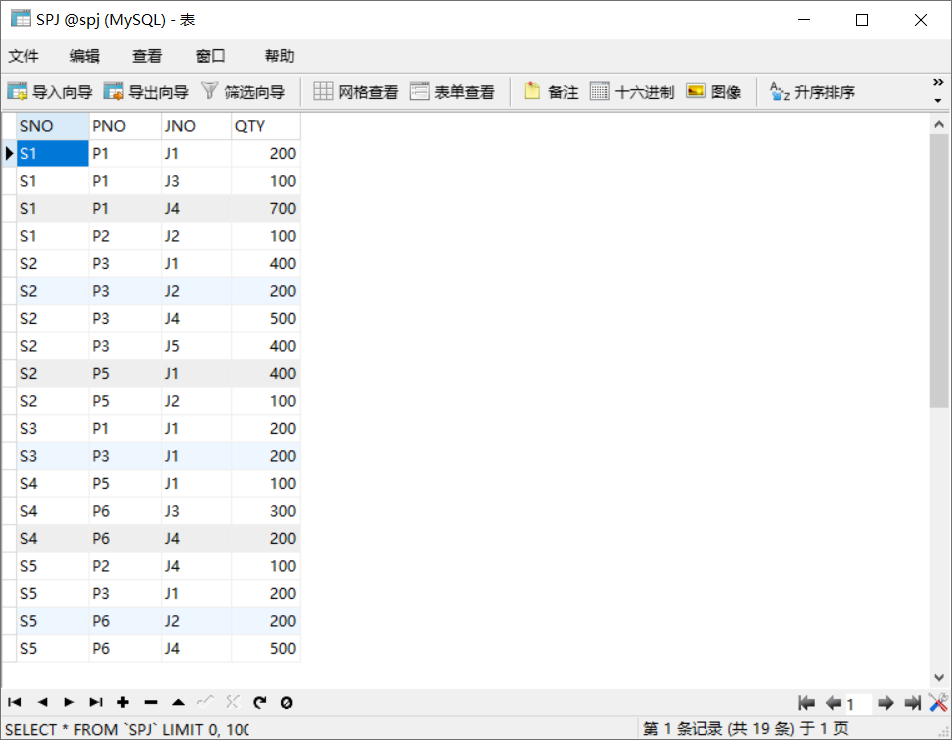 SPJ @spj (MySQL) - 表
文件 编辑 查看 窗口 帮助
导入向导 导出向导 筛选向导 网格查看 表单查看 备注 十六进制 图像 升序排序 »
SNO PNO JNO QTY
S1 P1 J1 200
S1 P1 J3 100
S1 P1 J4 700
S1 P2 J2 100
S2 P3 J1 400
S2 P3 J2 200
S2 P3 J4 500
S2 P3 J5 400
S2 P5 J1 400
S2 P5 J2 100
S3 P1 J1 200
S3 P3 J1 200
S4 P5 J1 100
S4 P6 J3 300
S4 P6 J4 200
S5 P2 J4 100
S5 P3 J1 200
S5 P6 J2 200
S5 P6 J4 500
1
SELECT * FROM `SPJ` LIMIT 0, 100 第 1 条记录 (共 19 条) 于 1 页